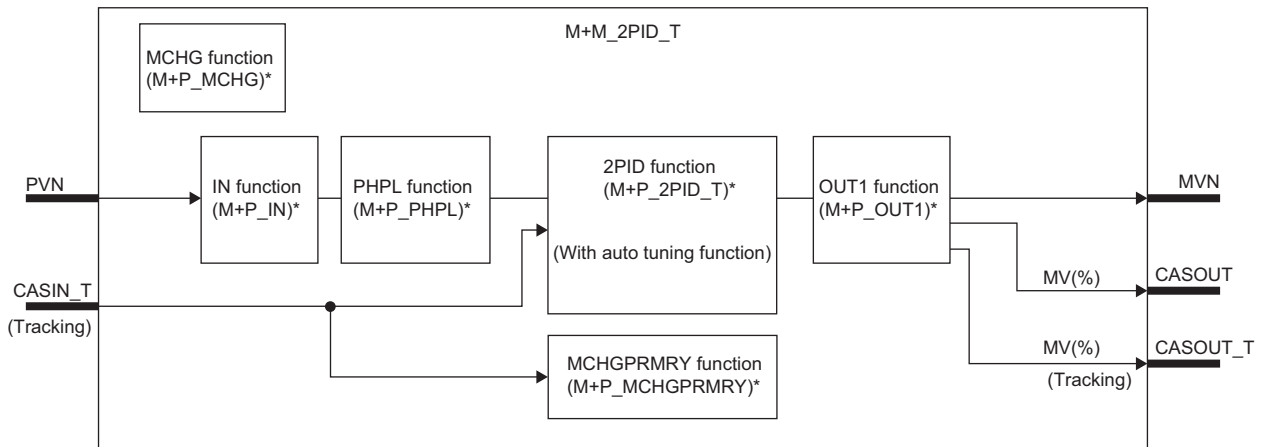 M+M_2PID_T
MCHG function
(M+P_MCHG)*
PVN
IN function
(M+P_IN)*
PHPL function
(M+P_PHPL)*
2PID function
(M+P_2PID_T)*
(With auto tuning function)
OUT1 function
(M+P_OUT1)*
MVN
CASIN_T
(Tracking)
MV(%)
CASOUT
MCHGPRMRY function
(M+P_MCHGPRMRY)*
MV(%)
(Tracking)
CASOUT_T